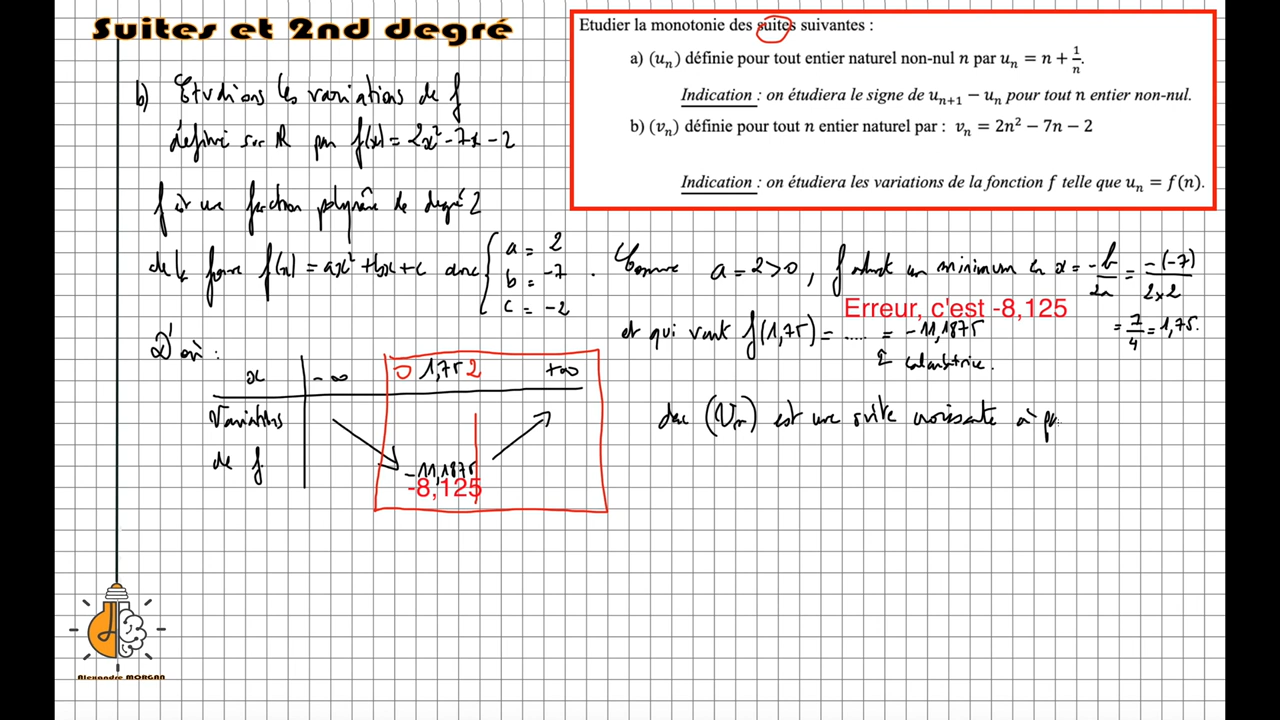 Suites et 2nd degré
Etudier la monotonie des suites suivantes :
a) (uₙ) définie pour tout entier naturel non-nul n par uₙ = n + 1/n.
Indication : on étudiera le signe de uₙ₊₁ − uₙ pour tout n entier non-nul.
b) (vₙ) définie pour tout n entier naturel par : vₙ = 2n² − 7n − 2
Indication : on étudiera les variations de la fonction f telle que uₙ = f(n).
b) Etudions les variations de f
définie sur ℝ par f(x) = 2x² - 7x - 2
f est une fonction polynôme de degré 2
de la forme f(x) = ax² + bx + c donc { a = 2
b = -7
c = -2
. Comme a = 2 > 0, f admet un minimum en x = -b/2a = -(-7)/2×2
= 7/4 = 1,75.
Erreur, c'est -8,125
et qui vaut f(1,75) = ..... = -11,1875
calculatrice.
D'où :
x -∞ 0 1,75 2 +∞
Variations
de f
-11,1875
-8,125
donc (Vn) est une suite croissante à
Alexandre MORGAN